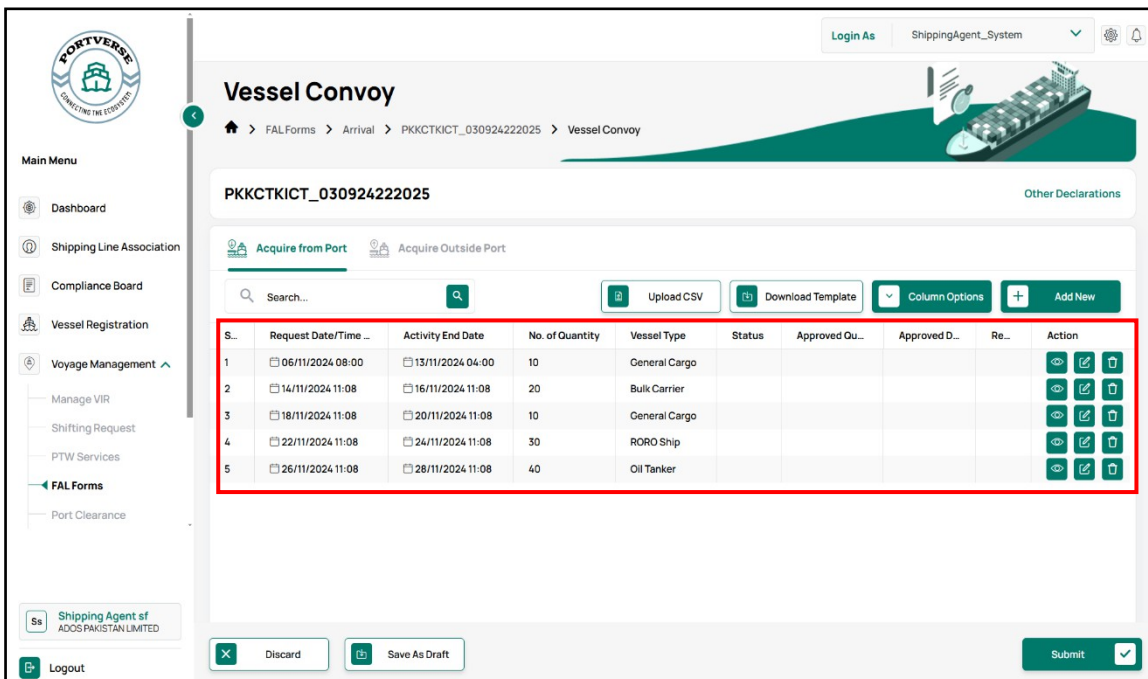 PORTVERSE
CONNECTING THE ECOSYSTEM
Login As ShippingAgent_System
Vessel Convoy
> FAL Forms > Arrival > PKKCTKICT_030924222025 > Vessel Convoy
Main Menu
Dashboard
Shipping Line Association
Compliance Board
Vessel Registration
Voyage Management
Manage VIR
Shifting Request
PTW Services
FAL Forms
Port Clearance
Ss
Shipping Agent sf
ADOS PAKISTAN LIMITED
Logout
PKKCTKICT_030924222025 Other Declarations
Acquire from Port Acquire Outside Port
Search... Upload CSV Download Template Column Options + Add New
S... Request Date/Time ... Activity End Date No. of Quantity Vessel Type Status Approved Qu... Approved D... Re... Action
1 06/11/2024 08:00 13/11/2024 04:00 10 General Cargo
2 14/11/2024 11:08 16/11/2024 11:08 20 Bulk Carrier
3 18/11/2024 11:08 20/11/2024 11:08 10 General Cargo
4 22/11/2024 11:08 24/11/2024 11:08 30 RORO Ship
5 26/11/2024 11:08 28/11/2024 11:08 40 Oil Tanker
Discard Save As Draft Submit